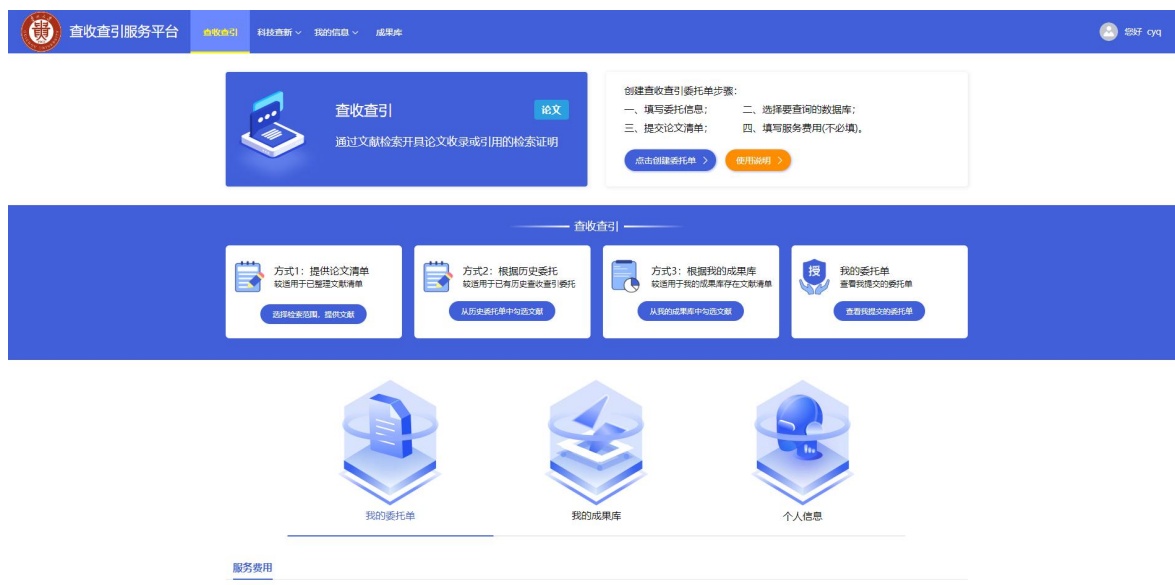 查收查引服务平台
查收查引
科技查新
我的信息
成果库
您好 cyq
查收查引
论文
通过文献检索开具论文收录或引用的检索证明
创建查收查引委托单步骤：
一、填写委托信息； 二、选择要查询的数据库；
三、提交论文清单； 四、填写服务费用(不必填)。
点击创建委托单 >
使用说明 >
查收查引
方式1：提供论文清单
较适用于已整理文献清单
选择检索范围，提供文献
方式2：根据历史委托
较适用于已有历史查收查引委托
从历史委托单中勾选文献
方式3：根据我的成果库
较适用于我的成果库存在文献清单
从我的成果库中勾选文献
授
我的委托单
查看我提交的委托单
查看我提交的委托单
我的委托单
我的成果库
个人信息
服务费用